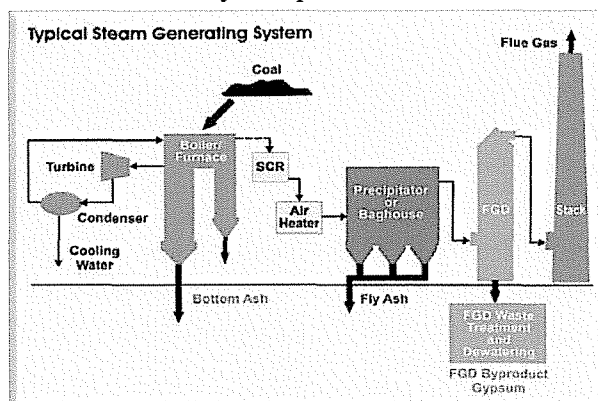 Typical Steam Generating System
Flue Gas
Coal
Boiler/
Furnace
Turbine
SCR
Condenser
Air
Heater
Precipitator
or
Baghouse
FGD
Stack
Cooling
Water
Bottom Ash
Fly Ash
FGD Waste
Treatment
and
Dewatering
FGD Byproduct
Gypsum